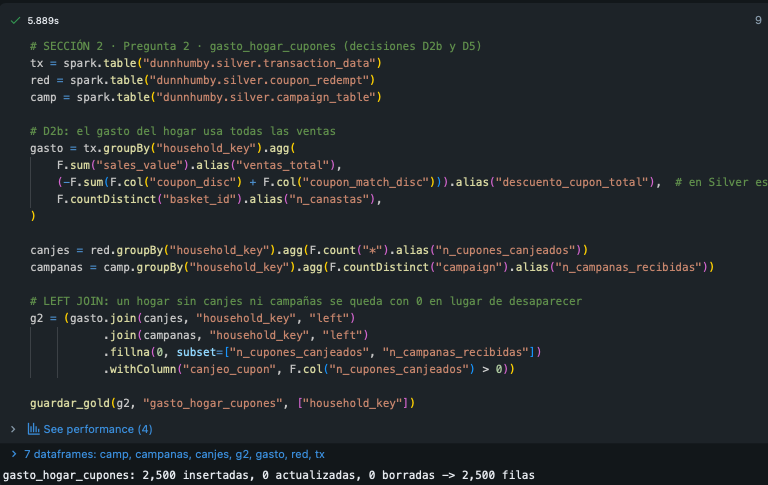 5.889s
9
# SECCIÓN 2 · Pregunta 2 · gasto_hogar_cupones (decisiones D2b y D5)
tx = spark.table("dunnhumby.silver.transaction_data")
red = spark.table("dunnhumby.silver.coupon_redempt")
camp = spark.table("dunnhumby.silver.campaign_table")
# D2b: el gasto del hogar usa todas las ventas
gasto = tx.groupBy("household_key").agg(
F.sum("sales_value").alias("ventas_total"),
(-F.sum(F.col("coupon_disc") + F.col("coupon_match_disc"))).alias("descuento_cupon_total"),  # en Silver es
F.countDistinct("basket_id").alias("n_canastas"),
)
canjes = red.groupBy("household_key").agg(F.count("*").alias("n_cupones_canjeados"))
campanas = camp.groupBy("household_key").agg(F.countDistinct("campaign").alias("n_campanas_recibidas"))
# LEFT JOIN: un hogar sin canjes ni campañas se queda con 0 en lugar de desaparecer
g2 = (gasto.join(canjes, "household_key", "left")
.join(campanas, "household_key", "left")
.fillna(0, subset=["n_cupones_canjeados", "n_campanas_recibidas"])
.withColumn("canjeo_cupon", F.col("n_cupones_canjeados") > 0))
guardar_gold(g2, "gasto_hogar_cupones", ["household_key"])
See performance (4)
7 dataframes: camp, campanas, canjes, g2, gasto, red, tx
gasto_hogar_cupones: 2,500 insertadas, 0 actualizadas, 0 borradas -> 2,500 filas